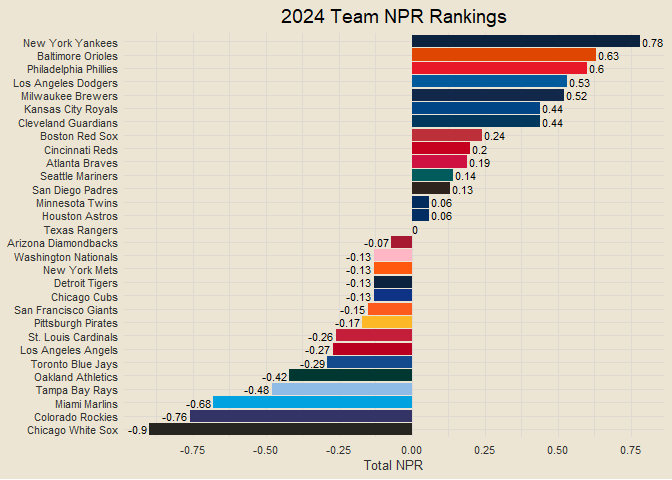 2024 Team NPR Rankings
New York Yankees 0.78
Baltimore Orioles 0.63
Philadelphia Phillies 0.6
Los Angeles Dodgers 0.53
Milwaukee Brewers 0.52
Kansas City Royals 0.44
Cleveland Guardians 0.44
Boston Red Sox 0.24
Cincinnati Reds 0.2
Atlanta Braves 0.19
Seattle Mariners 0.14
San Diego Padres 0.13
Minnesota Twins 0.06
Houston Astros 0.06
Texas Rangers 0
Arizona Diamondbacks -0.07
Washington Nationals -0.13
New York Mets -0.13
Detroit Tigers -0.13
Chicago Cubs -0.13
San Francisco Giants -0.15
Pittsburgh Pirates -0.17
St. Louis Cardinals -0.26
Los Angeles Angels -0.27
Toronto Blue Jays -0.29
Oakland Athletics -0.42
Tampa Bay Rays -0.48
Miami Marlins -0.68
Colorado Rockies -0.76
Chicago White Sox -0.9
-0.75 -0.50 -0.25 0.00 0.25 0.50 0.75
Total NPR